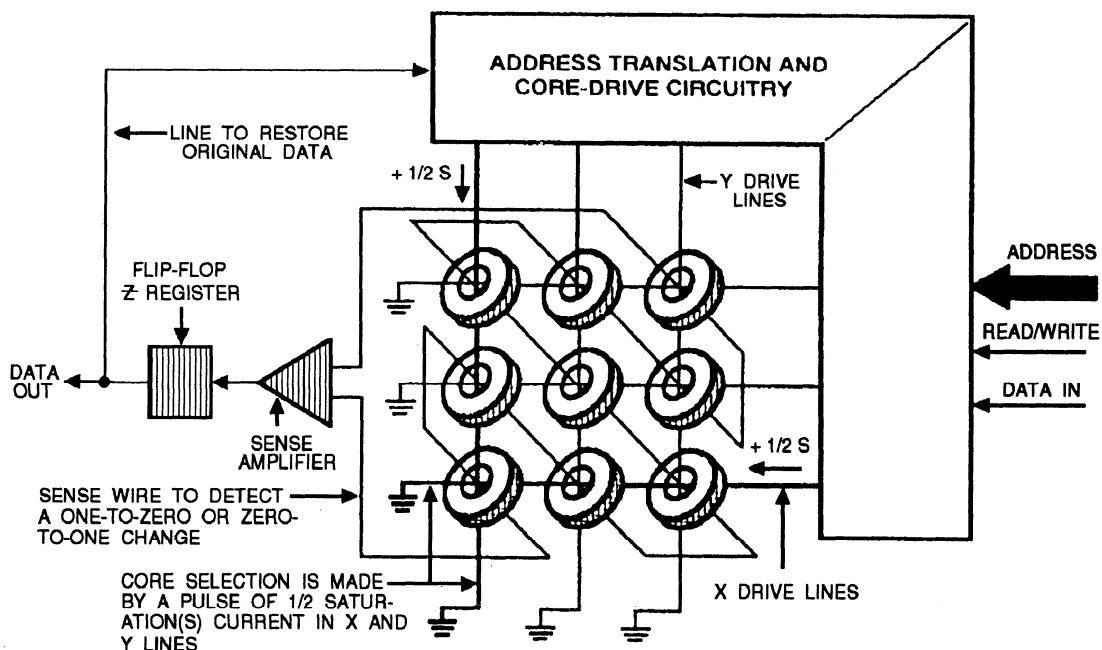 ADDRESS TRANSLATION AND
CORE-DRIVE CIRCUITRY
LINE TO RESTORE
ORIGINAL DATA
+ 1/2 S
Y DRIVE
LINES
ADDRESS
FLIP-FLOP
Z REGISTER
READ/WRITE
DATA
OUT
DATA IN
SENSE
AMPLIFIER
+ 1/2 S
SENSE WIRE TO DETECT
A ONE-TO-ZERO OR ZERO-
TO-ONE CHANGE
CORE SELECTION IS MADE
BY A PULSE OF 1/2 SATUR-
ATION(S) CURRENT IN X AND
Y LINES
X DRIVE LINES